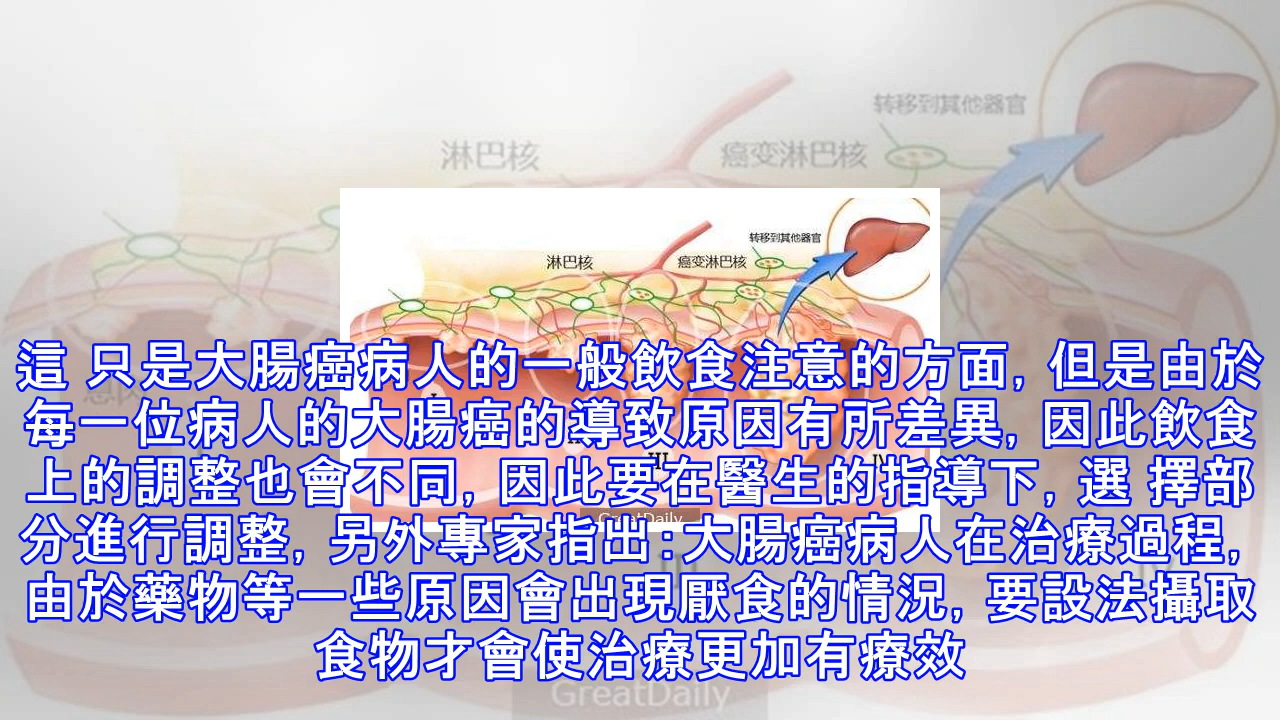 转移到其他器官
淋巴核
癌变淋巴核
转移到其他器官
淋巴核
癌变淋巴核
這 只是大腸癌病人的一般飲食注意的方面, 但是由於
每一位病人的大腸癌的導致原因有所差異, 因此飲食
上的調整也會不同, 因此要在醫生的指導下, 選 擇部
分進行調整, 另外專家指出:大腸癌病人在治療過程,
由於藥物等一些原因會出現厭食的情況, 要設法攝取
食物才會使治療更加有療效
III
GreatDaily
GreatDaily